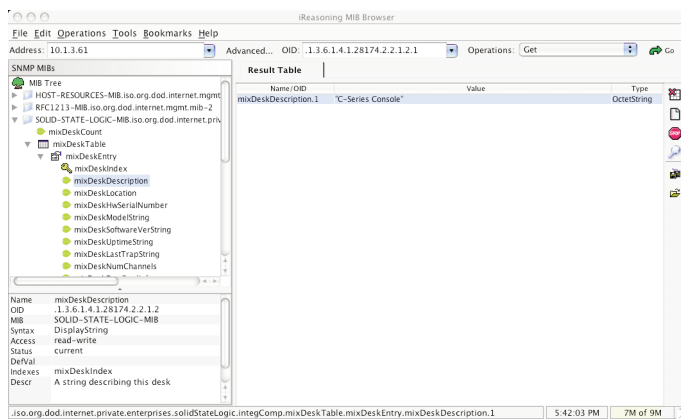 iReasoning MIB Browser
File Edit Operations Tools Bookmarks Help
Address: 10.1.3.61 Advanced... OID: .1.3.6.1.4.1.28174.2.2.1.2.1 Operations: Get Go
SNMP MIBs
MIB Tree
HOST-RESOURCES-MIB.iso.org.dod.internet.mgmt
RFC1213-MIB.iso.org.dod.internet.mgmt.mib-2
SOLID-STATE-LOGIC-MIB.iso.org.dod.internet.priv
mixDeskCount
mixDeskTable
mixDeskEntry
mixDeskIndex
mixDeskDescription
mixDeskLocation
mixDeskHwSerialNumber
mixDeskModelString
mixDeskSoftwareVerString
mixDeskUptimeString
mixDeskLastTrapString
mixDeskNumChannels
Name mixDeskDescription
OID .1.3.6.1.4.1.28174.2.2.1.2
MIB SOLID-STATE-LOGIC-MIB
Syntax DisplayString
Access read-write
Status current
DefVal
Indexes mixDeskIndex
Descr A string describing this desk
Result Table
Name/OID Value Type
mixDeskDescription.1 "C-Series Console" OctetString
STOP
.iso.org.dod.internet.private.enterprises.solidStateLogic.integComp.mixDeskTable.mixDeskEntry.mixDeskDescription.1 5:42:03 PM 7M of 9M